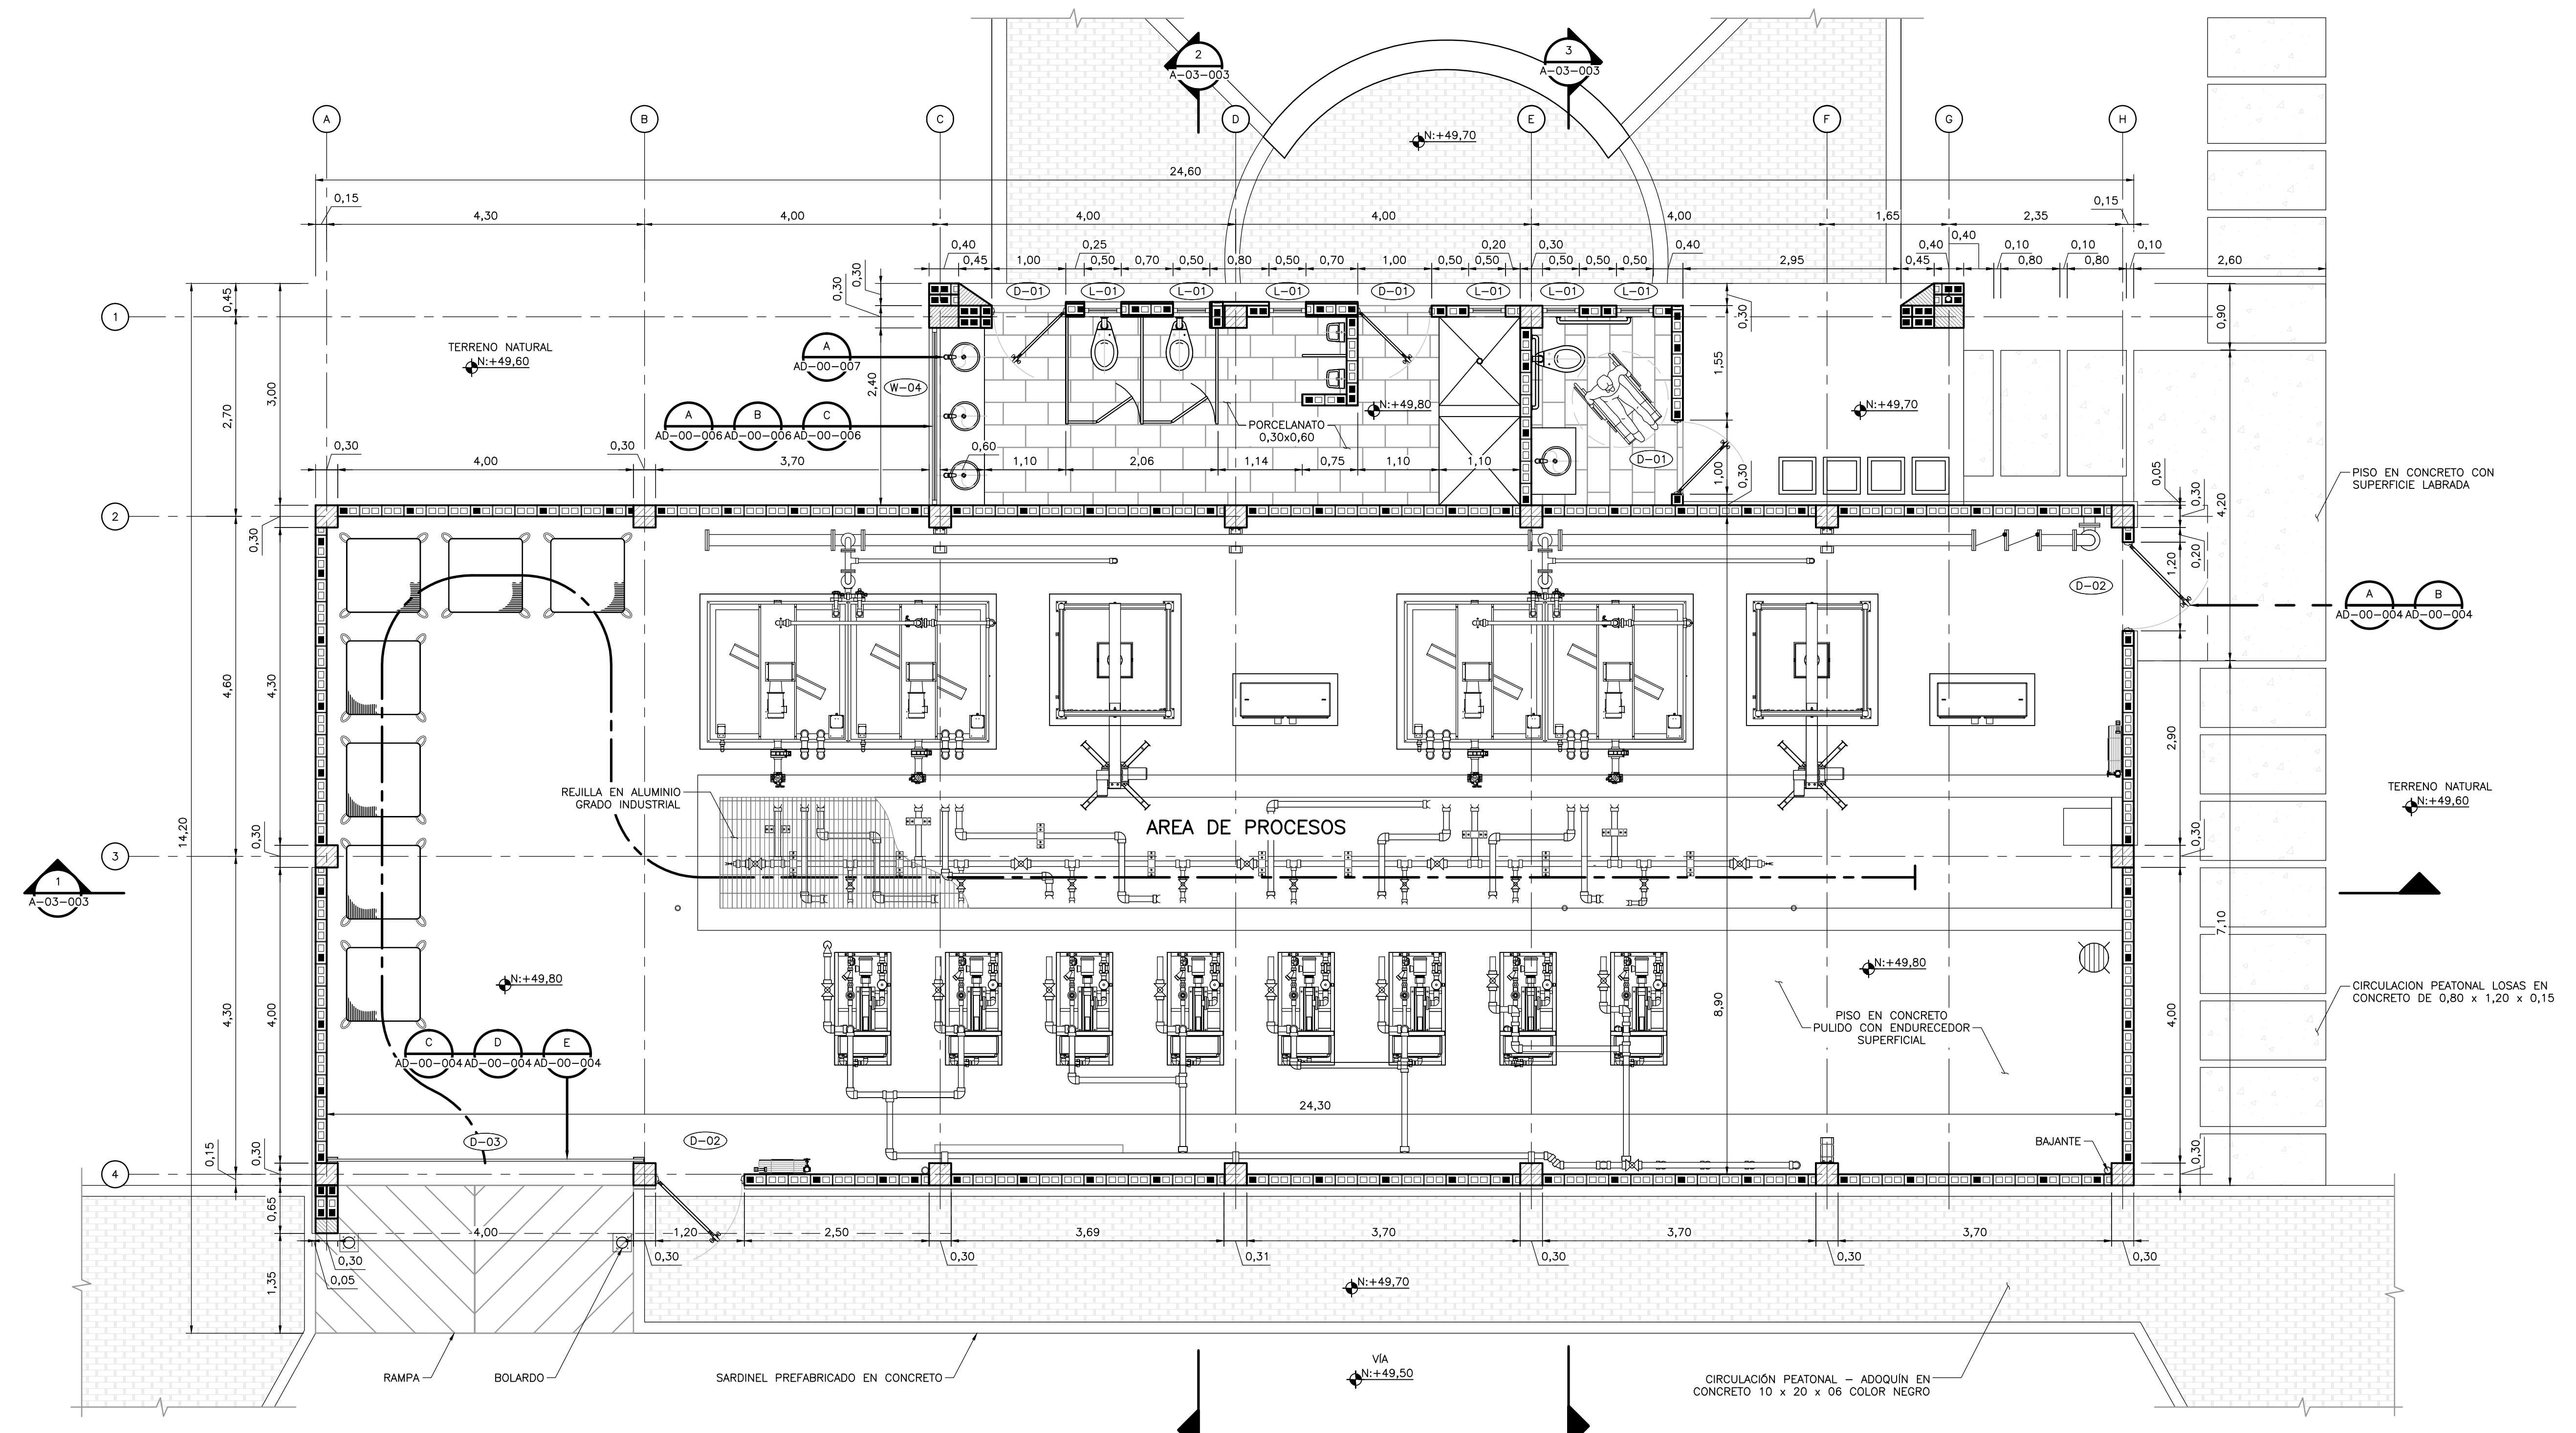 2
A-03-003
3
A-03-003
A
B
C
D
E
F
G
H
N:+49,70
24,60
0,15
4,30
4,00
4,00
4,00
4,00
1,65
2,35
0,15
0,40
0,45
1,00
0,25
0,50
0,70
0,50
0,80
0,50
0,70
1,00
0,50
0,50
0,20
0,30
0,50
0,50
0,50
0,40
2,95
0,40
0,40
0,45
0,10
0,80
0,10
0,80
0,10
2,60
0,45
0,30
0,30
D-01
L-01
L-01
L-01
D-01
L-01
L-01
L-01
1
0,30
0,90
TERRENO NATURAL
N:+49,60
A
AD-00-007
W-04
2,40
3,00
2,70
1,55
A
AD-00-006
B
AD-00-006
C
AD-00-006
N:+49,80
N:+49,70
PORCELANATO
0,30x0,60
0,30
4,00
0,30
3,70
0,60
1,10
2,06
1,14
0,75
1,10
1,10
D-01
1,00
0,30
0,05
0,30
4,20
PISO EN CONCRETO CON
SUPERFICIE LABRADA
2
0,30
1,20
0,20
D-02
A
AD-00-004
B
AD-00-004
4,60
4,30
2,90
REJILLA EN ALUMINIO
GRADO INDUSTRIAL
AREA DE PROCESOS
TERRENO NATURAL
N:+49,60
14,20
0,30
0,30
3
1
A-03-003
7,10
N:+49,80
N:+49,80
4,30
4,00
8,90
4,00
CIRCULACION PEATONAL LOSAS EN
CONCRETO DE 0,80 x 1,20 x 0,15
PISO EN CONCRETO
PULIDO CON ENDURECEDOR
SUPERFICIAL
C
AD-00-004
D
AD-00-004
E
AD-00-004
24,30
D-03
D-02
BAJANTE
0,15
0,30
0,30
4
0,65
4,00
1,20
2,50
3,69
3,70
3,70
3,70
0,30
0,05
0,30
0,30
0,31
0,30
0,30
0,30
1,35
N:+49,70
RAMPA
BOLARDO
SARDINEL PREFABRICADO EN CONCRETO
VÍA
N:+49,50
CIRCULACIÓN PEATONAL – ADOQUÍN EN
CONCRETO 10 x 20 x 06 COLOR NEGRO